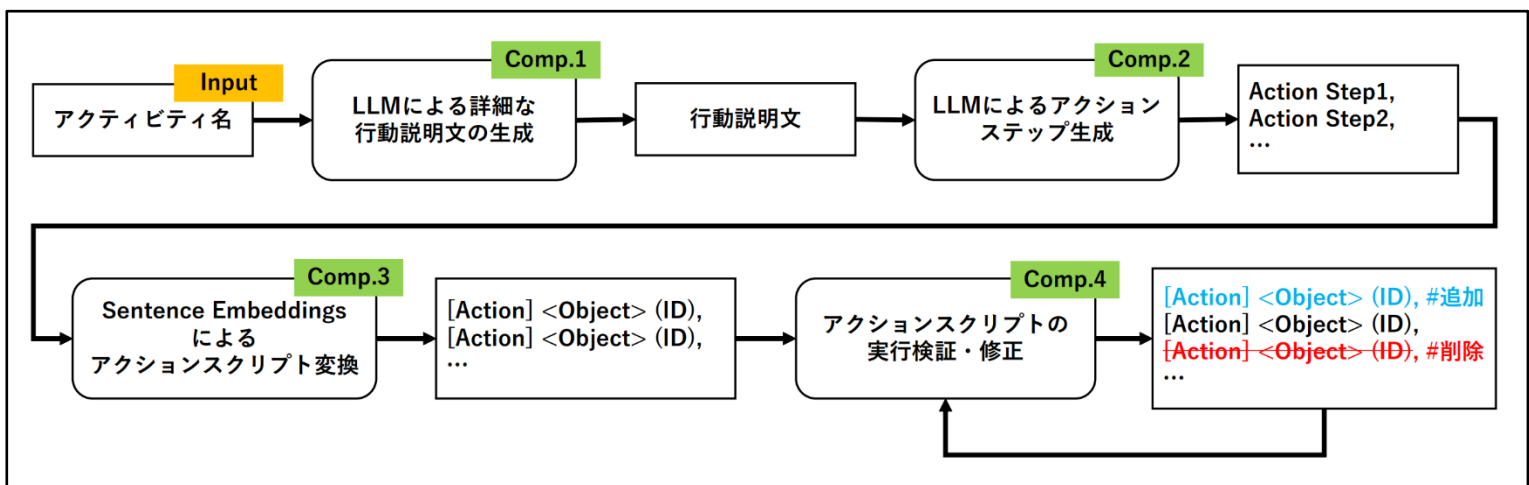 Input
アクティビティ名
Comp.1
LLMによる詳細な
行動説明文の生成
行動説明文
Comp.2
LLMによるアクション
ステップ生成
Action Step1,
Action Step2,
…
Comp.3
Sentence Embeddings
による
アクションスクリプト変換
[Action] <Object> (ID),
[Action] <Object> (ID),
…
Comp.4
アクションスクリプトの
実行検証・修正
[Action] <Object> (ID), #追加
[Action] <Object> (ID),
[Action] <Object> (ID), #削除
…